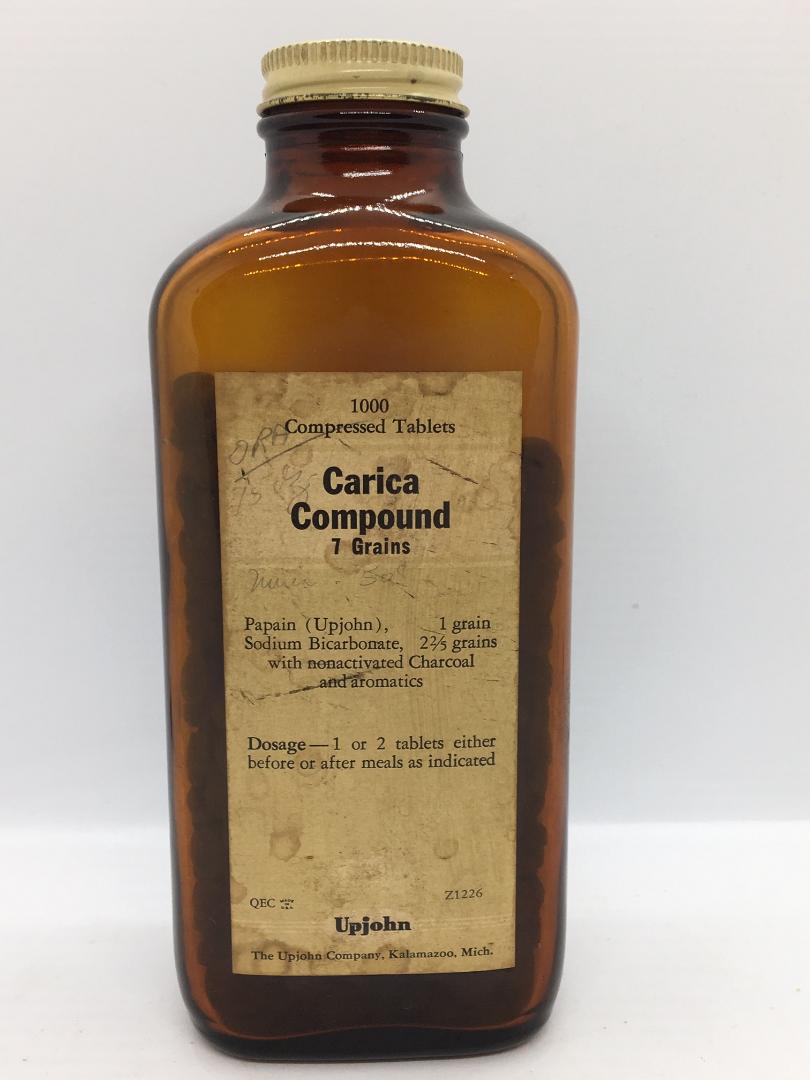 1000
Compressed Tablets
Carica
Compound
7 Grains
Papain (Upjohn), 1 grain
Sodium Bicarbonate, 2⅖ grains
with nonactivated Charcoal
and aromatics
Dosage—1 or 2 tablets either
before or after meals as indicated
QEC MADE IN U.S.A. Z1226
Upjohn
The Upjohn Company, Kalamazoo, Mich.